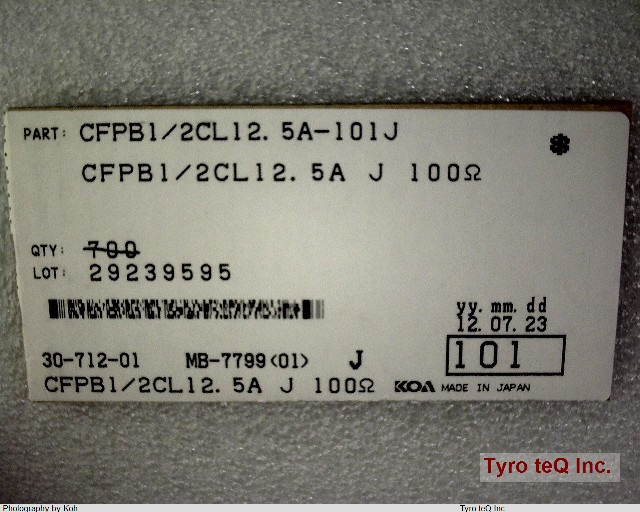 PART: CFPB1/2CL12.5A-101J
CFPB1/2CL12.5A J 100Ω
✽
QTY: 700
LOT: 29239595
yy.mm.dd
12.07.23
30-712-01 MB-7799(01) J 101
CFPB1/2CL12.5A J 100Ω KOA MADE IN JAPAN
Tyro teQ Inc.
Photography by Koh Tyro teQ Inc